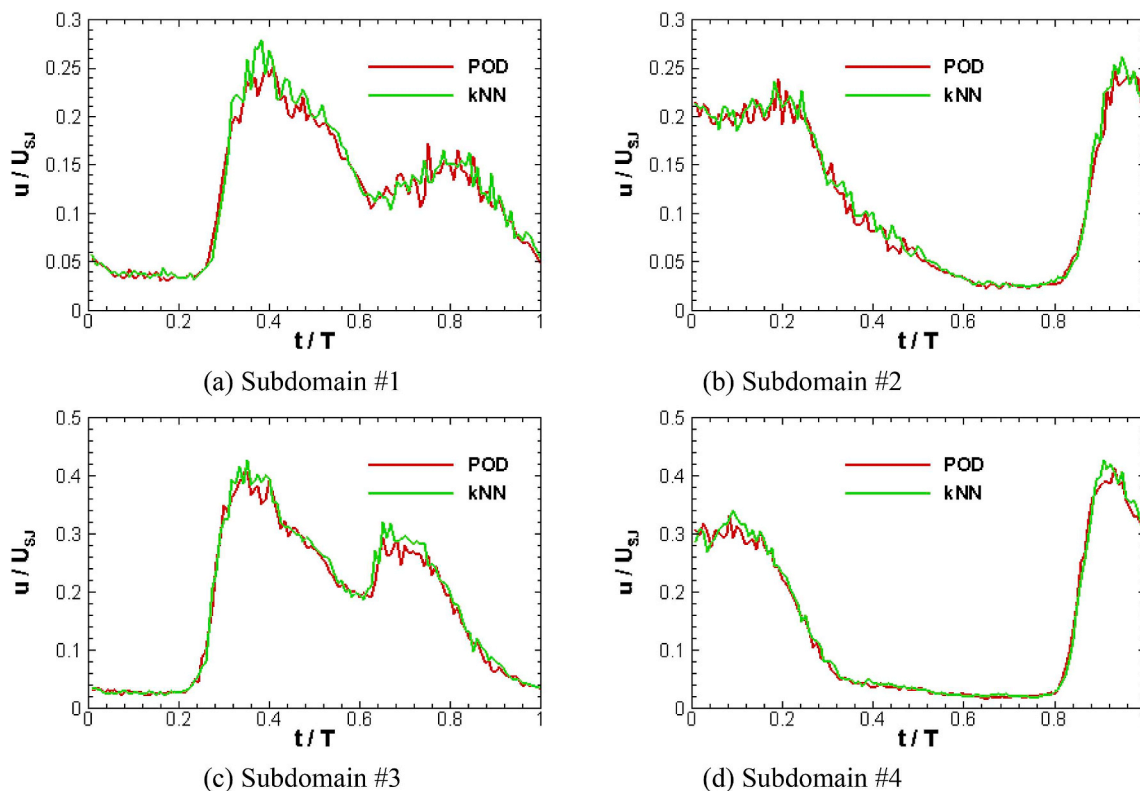 0.3
0.25
0.2
0.15
0.1
0.05
0
u / U_SJ
POD
kNN
0 0.2 0.4 0.6 0.8 1
t / T
(a) Subdomain #1
0.3
0.25
0.2
0.15
0.1
0.05
0
u / U_SJ
POD
kNN
0 0.2 0.4 0.6 0.8
t / T
(b) Subdomain #2
0.5
0.4
0.3
0.2
0.1
0
u / U_SJ
POD
kNN
0 0.2 0.4 0.6 0.8 1
t / T
(c) Subdomain #3
0.5
0.4
0.3
0.2
0.1
0
u / U_SJ
POD
kNN
0 0.2 0.4 0.6 0.8
t / T
(d) Subdomain #4